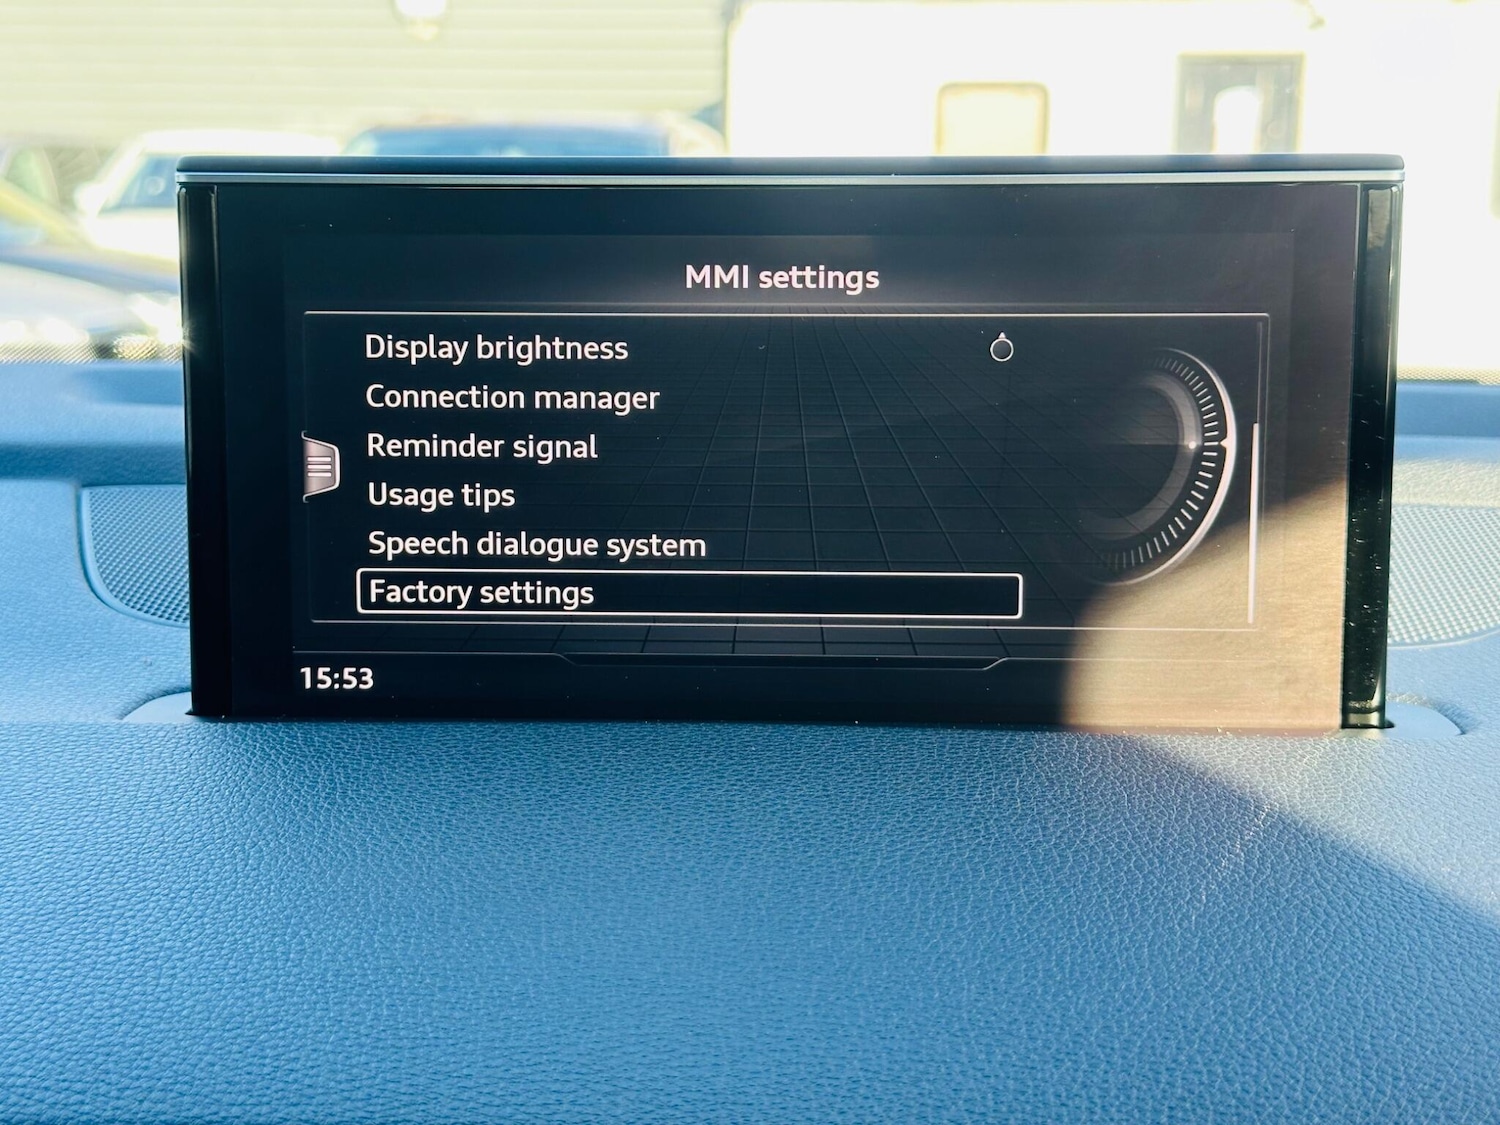 MMI settings
Display brightness
Connection manager
Reminder signal
Usage tips
Speech dialogue system
Factory settings
15:53